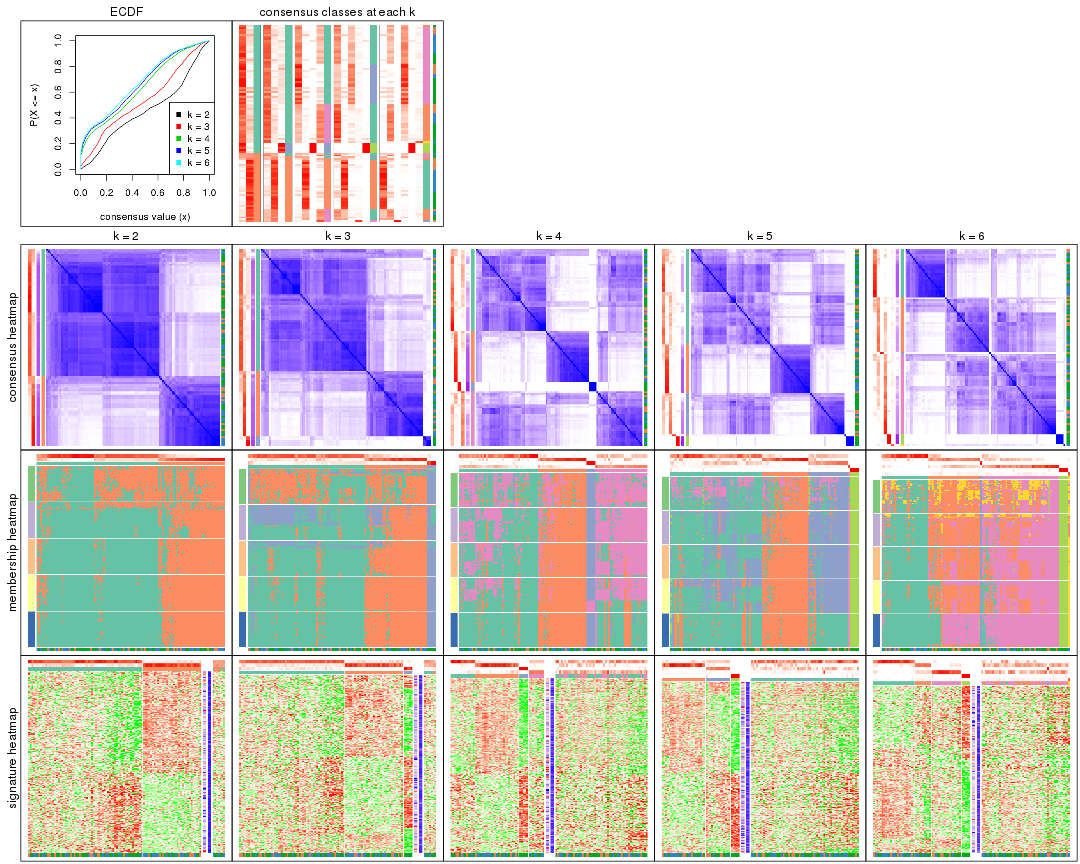 ECDF
consensus classes at each k
P(X <= x)
0.0 0.2 0.4 0.6 0.8 1.0
k = 2
k = 3
k = 4
k = 5
k = 6
0.0 0.2 0.4 0.6 0.8 1.0
consensus value (x)
k = 2
k = 3
k = 4
k = 5
k = 6
consensus heatmap
membership heatmap
signature heatmap